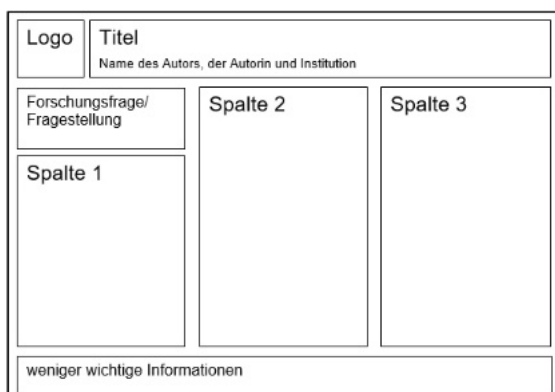 Logo
Titel
Name des Autors, der Autorin und Institution
Forschungsfrage/
Fragestellung
Spalte 1
Spalte 2
Spalte 3
weniger wichtige Informationen